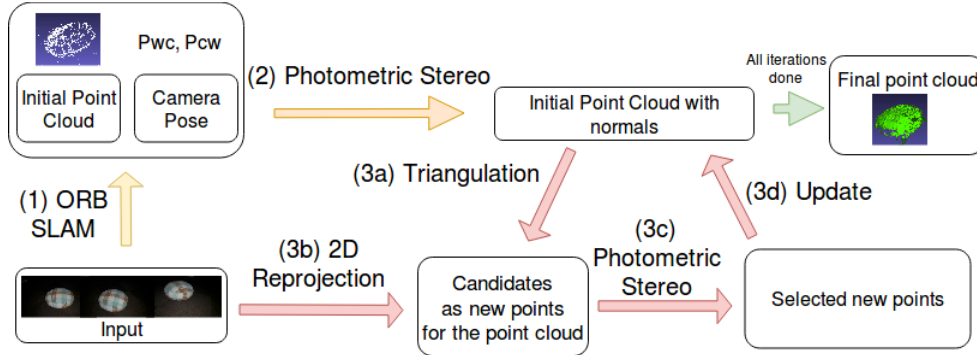 Pwc, Pcw
Initial Point
Cloud
Camera
Pose
(2) Photometric Stereo
Initial Point Cloud with
normals
All iterations
done
Final point cloud
(1) ORB
SLAM
(3a) Triangulation
(3d) Update
Input
(3b) 2D
Reprojection
Candidates
as new points
for the point cloud
(3c)
Photometric
Stereo
Selected new points